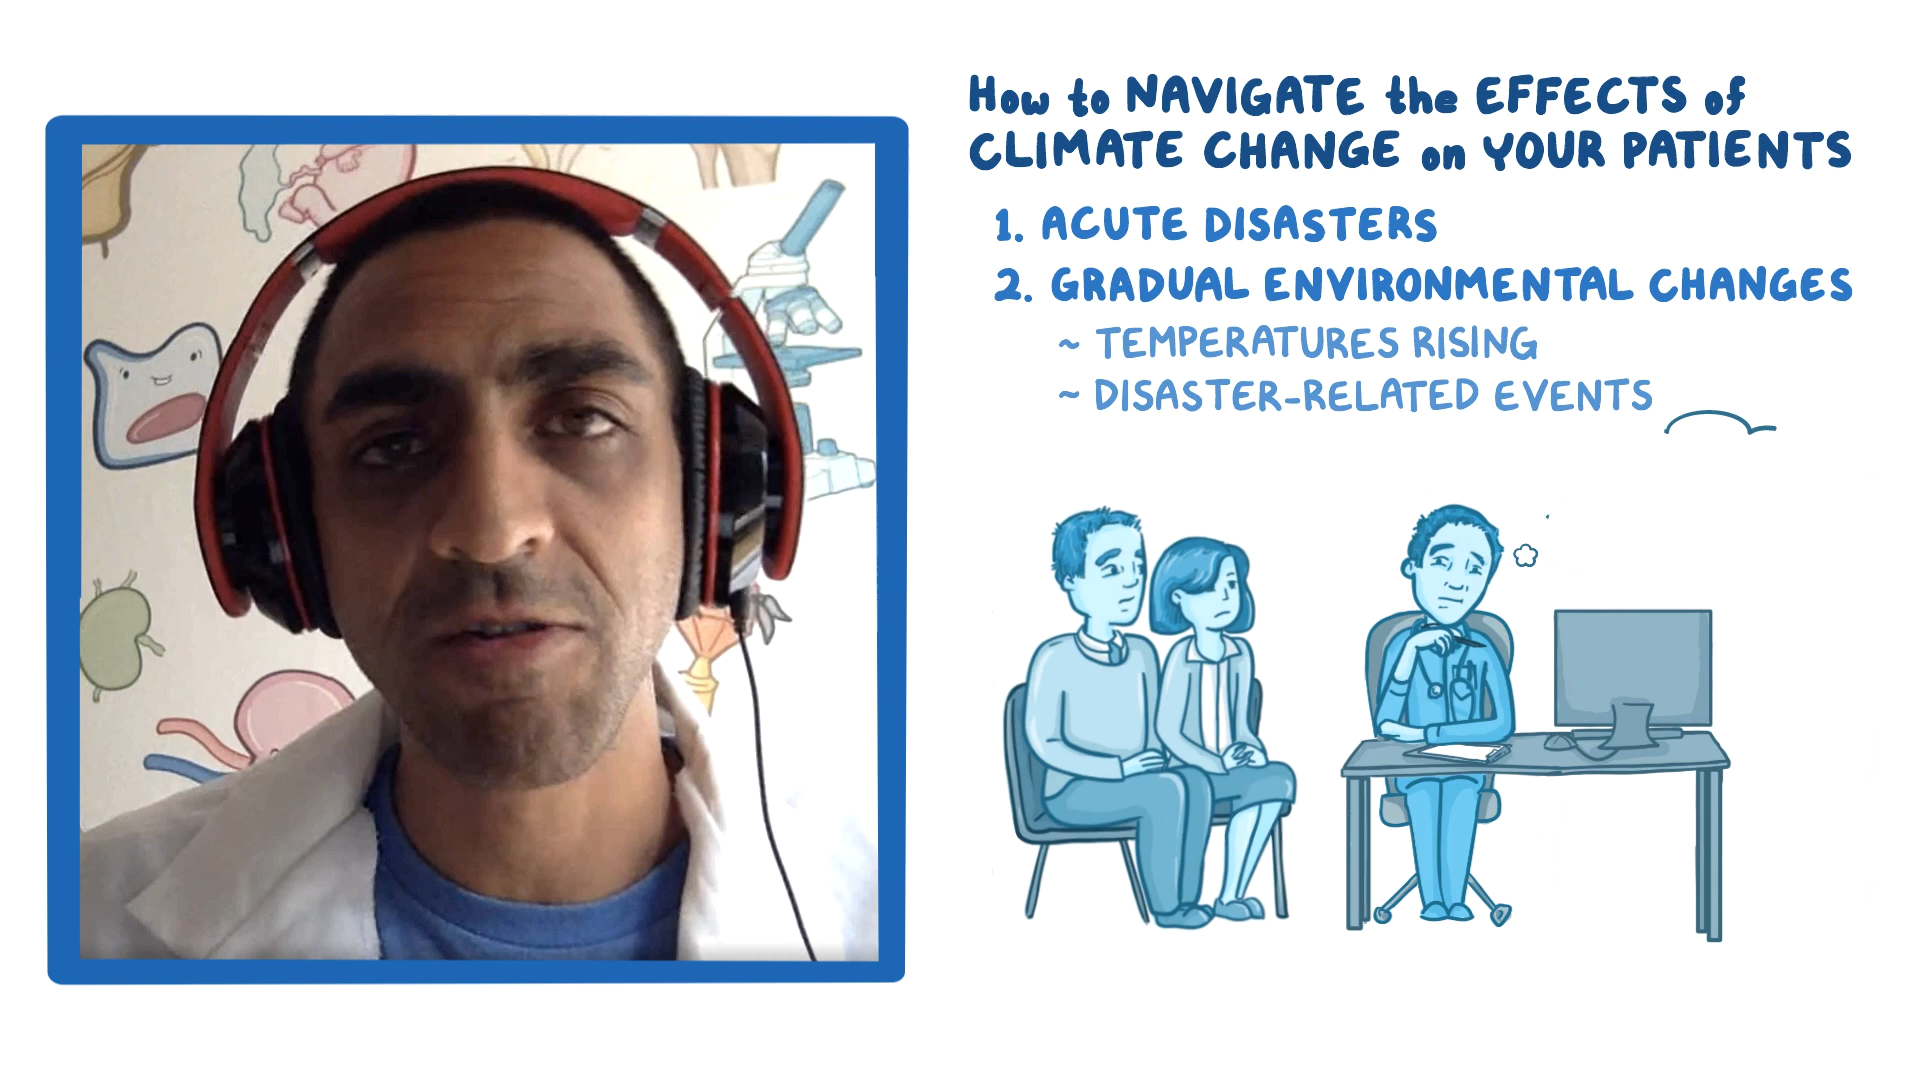 How to NAVIGATE the EFFECTS of
CLIMATE CHANGE on YOUR PATIENTS
1. ACUTE DISASTERS
2. GRADUAL ENVIRONMENTAL CHANGES
~ TEMPERATURES RISING
~ DISASTER-RELATED EVENTS